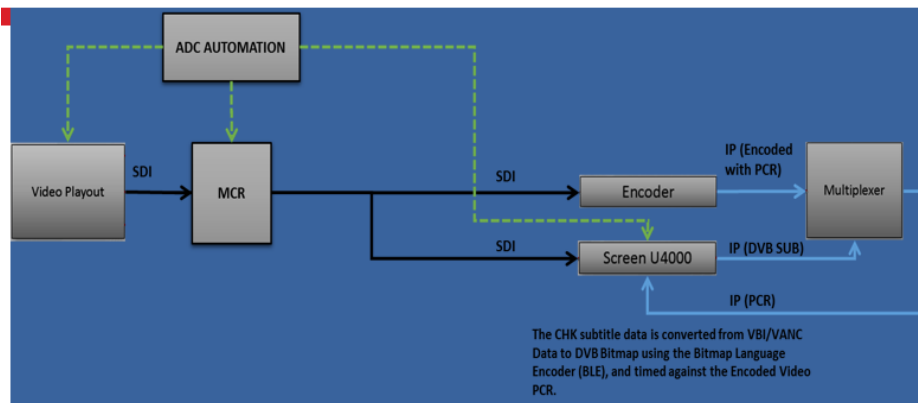 ADC AUTOMATION
Video Playout
SDI
MCR
SDI
Encoder
IP (Encoded
with PCR)
Multiplexer
SDI
Screen U4000
IP (DVB SUB)
IP (PCR)
The CHK subtitle data is converted from VBI/VANC
Data to DVB Bitmap using the Bitmap Language
Encoder (BLE), and timed against the Encoded Video
PCR.